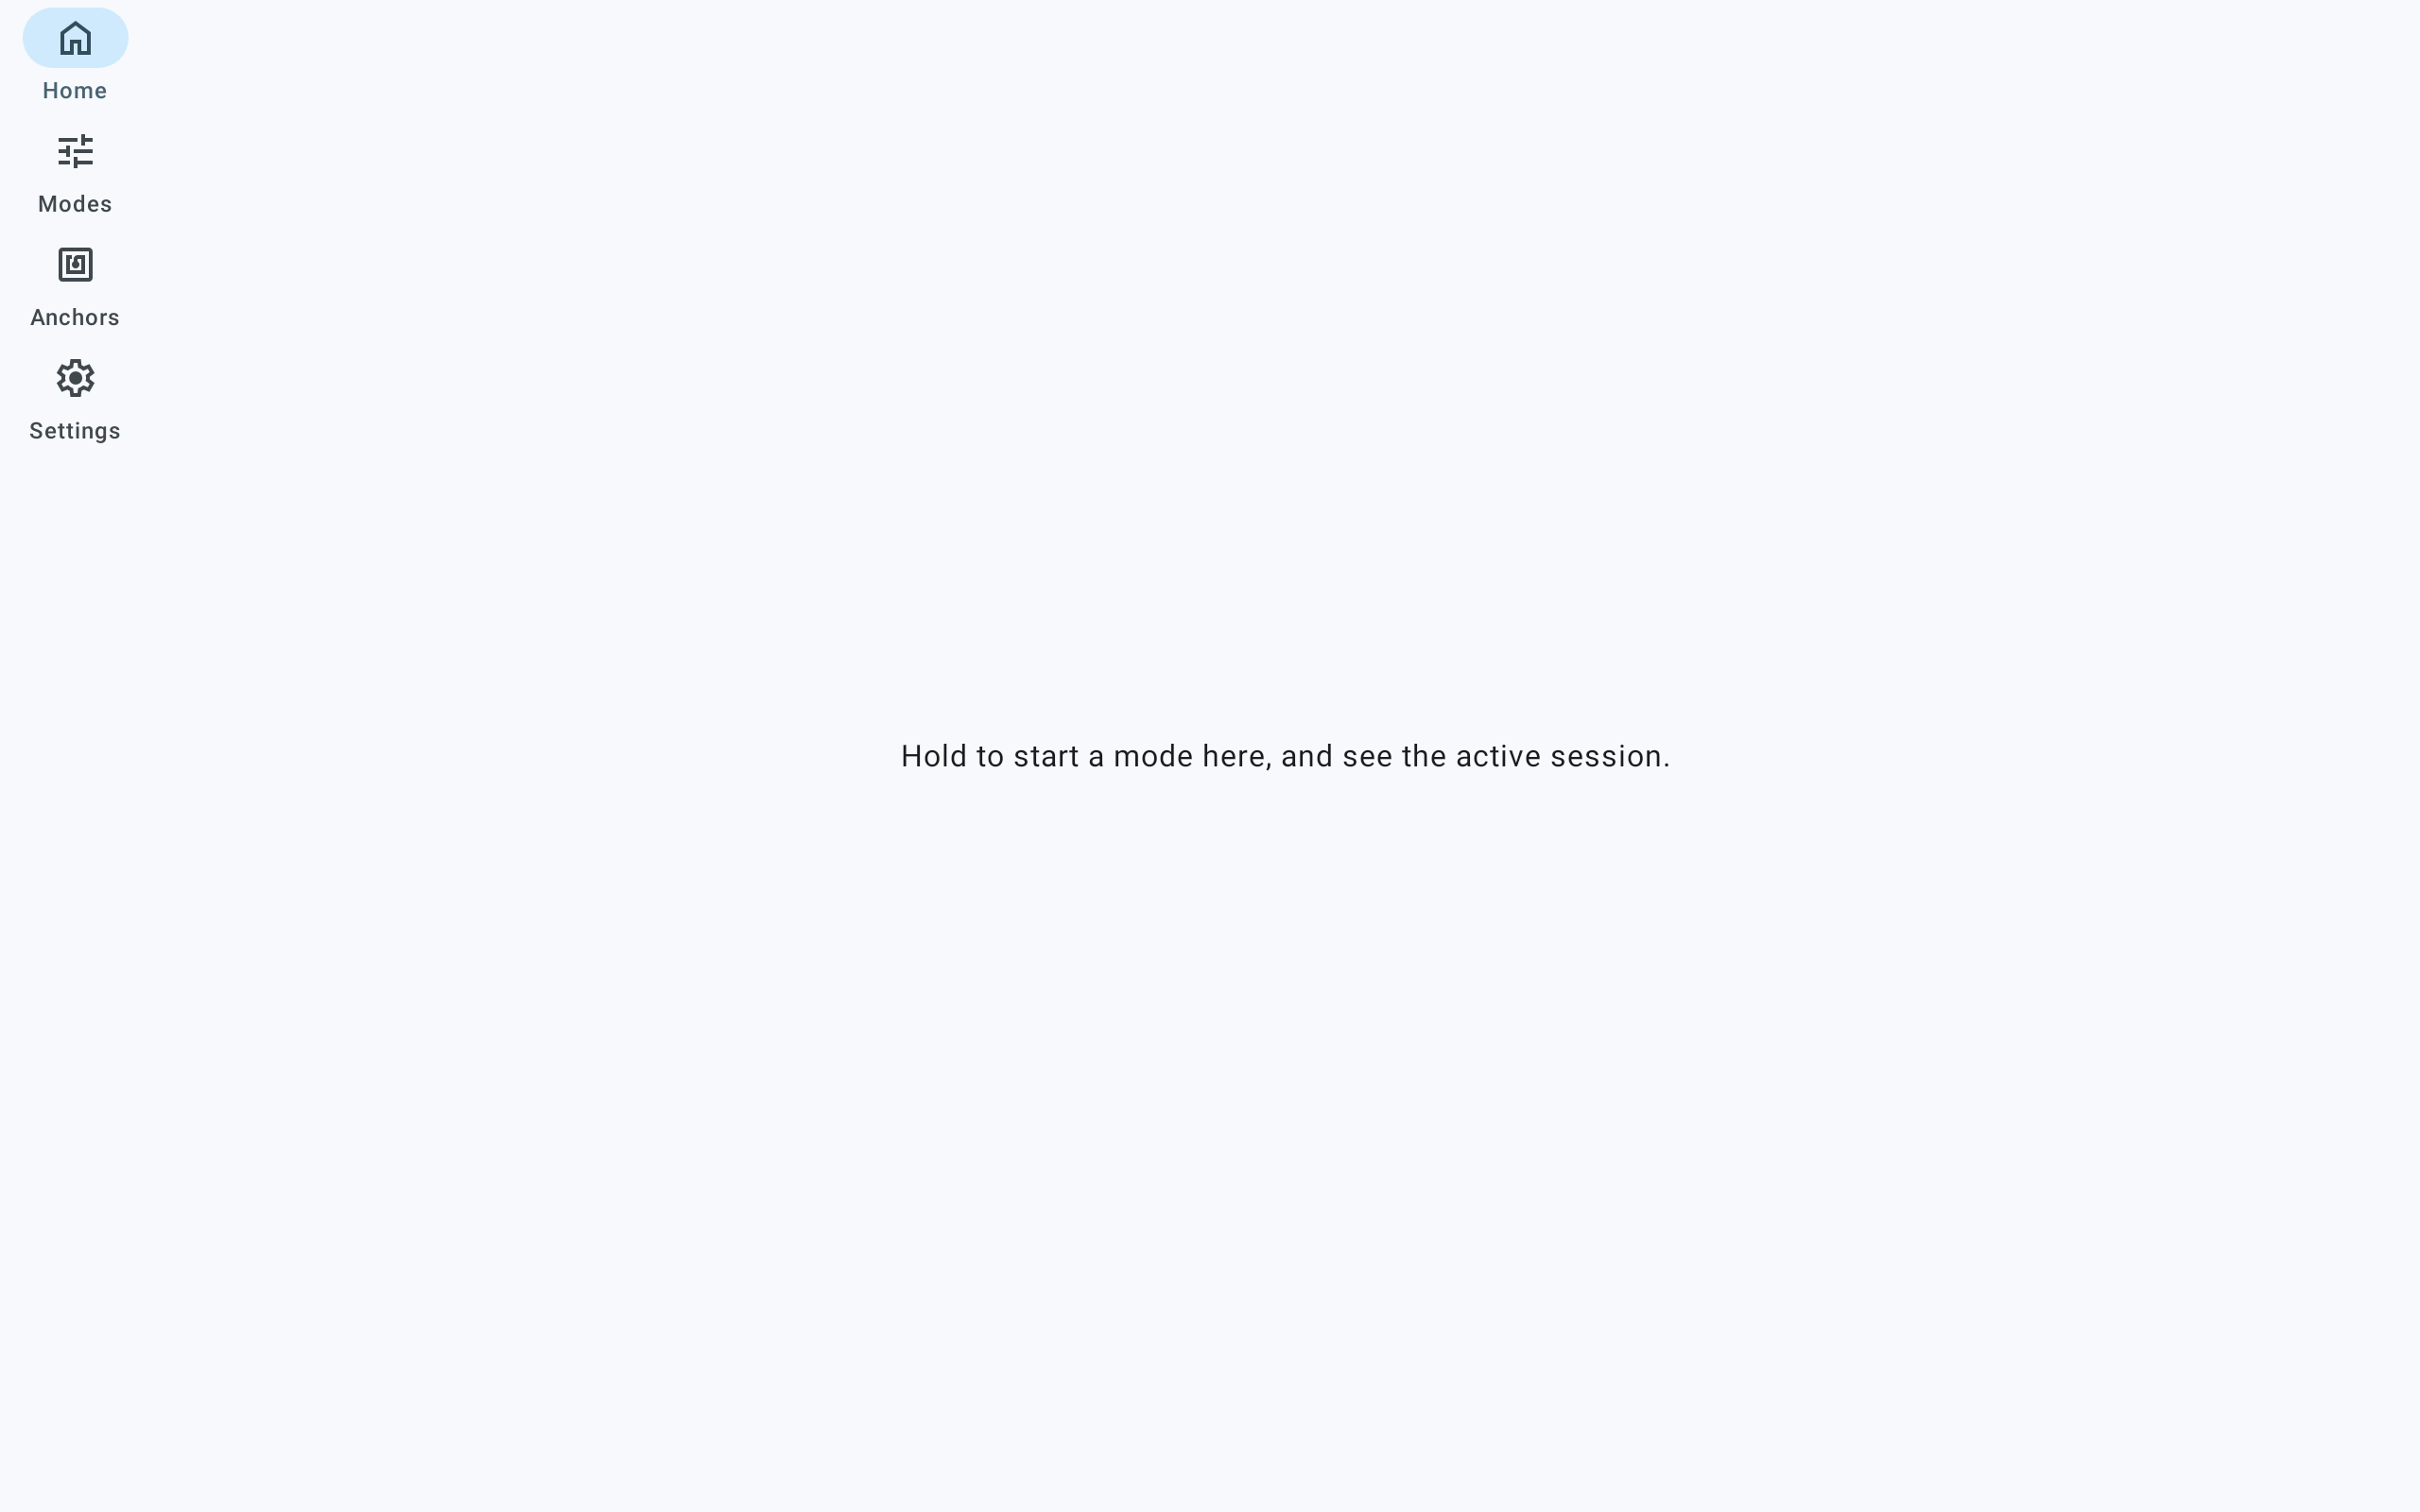 Home
Modes
Anchors
Settings
Hold to start a mode here, and see the active session.